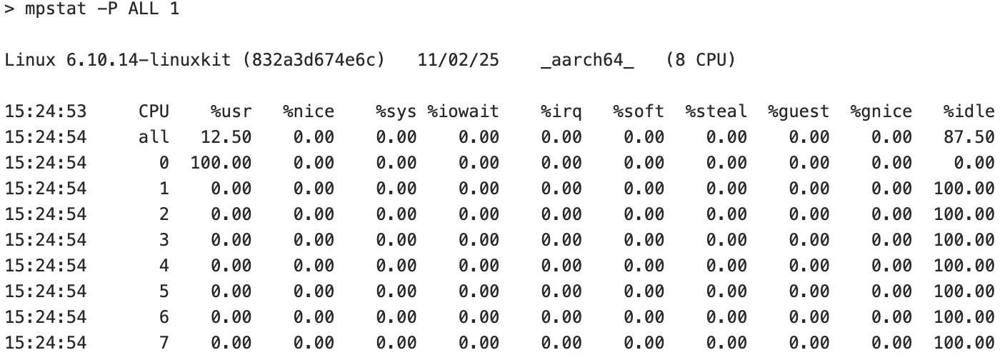 > mpstat -P ALL 1
Linux 6.10.14-linuxkit (832a3d674e6c)   11/02/25    _aarch64_   (8 CPU)
15:24:53     CPU    %usr   %nice    %sys %iowait    %irq   %soft  %steal  %guest  %gnice   %idle
15:24:54     all   12.50    0.00    0.00    0.00    0.00    0.00    0.00    0.00    0.00   87.50
15:24:54       0  100.00    0.00    0.00    0.00    0.00    0.00    0.00    0.00    0.00    0.00
15:24:54       1    0.00    0.00    0.00    0.00    0.00    0.00    0.00    0.00    0.00  100.00
15:24:54       2    0.00    0.00    0.00    0.00    0.00    0.00    0.00    0.00    0.00  100.00
15:24:54       3    0.00    0.00    0.00    0.00    0.00    0.00    0.00    0.00    0.00  100.00
15:24:54       4    0.00    0.00    0.00    0.00    0.00    0.00    0.00    0.00    0.00  100.00
15:24:54       5    0.00    0.00    0.00    0.00    0.00    0.00    0.00    0.00    0.00  100.00
15:24:54       6    0.00    0.00    0.00    0.00    0.00    0.00    0.00    0.00    0.00  100.00
15:24:54       7    0.00    0.00    0.00    0.00    0.00    0.00    0.00    0.00    0.00  100.00